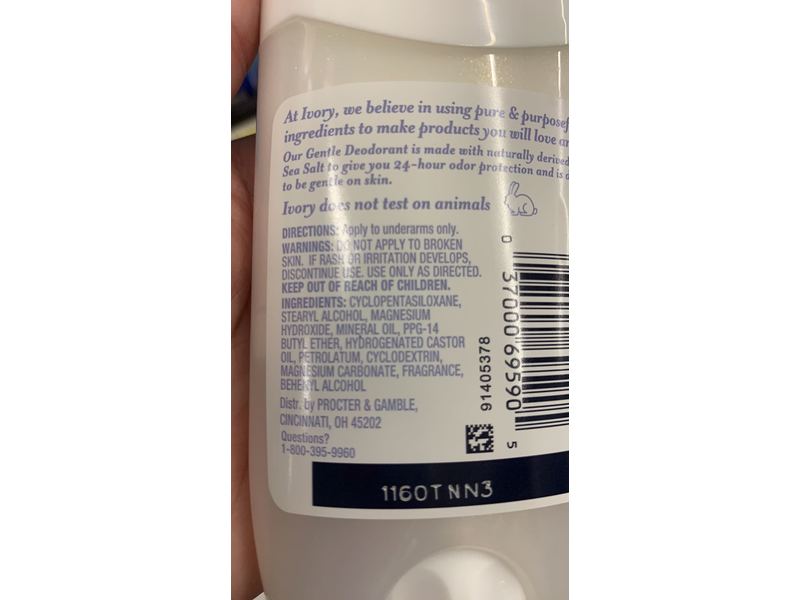 At Ivory, we believe in using pure & purposef
ingredients to make products you will love an
Our Gentle Deodorant is made with naturally derived
Sea Salt to give you 24-hour odor protection and is
to be gentle on skin.
Ivory does not test on animals
DIRECTIONS: Apply to underarms only.
WARNINGS: DO NOT APPLY TO BROKEN
SKIN. IF RASH OR IRRITATION DEVELOPS,
DISCONTINUE USE. USE ONLY AS DIRECTED.
KEEP OUT OF REACH OF CHILDREN.
INGREDIENTS: CYCLOPENTASILOXANE,
STEARYL ALCOHOL, MAGNESIUM
HYDROXIDE, MINERAL OIL, PPG-14
BUTYL ETHER, HYDROGENATED CASTOR
OIL, PETROLATUM, CYCLODEXTRIN,
MAGNESIUM CARBONATE, FRAGRANCE,
BEHENYL ALCOHOL
Distr. by PROCTER & GAMBLE,
CINCINNATI, OH 45202
Questions?
1-800-395-9960
91405378
0 37000 69590 5
1160T NN3